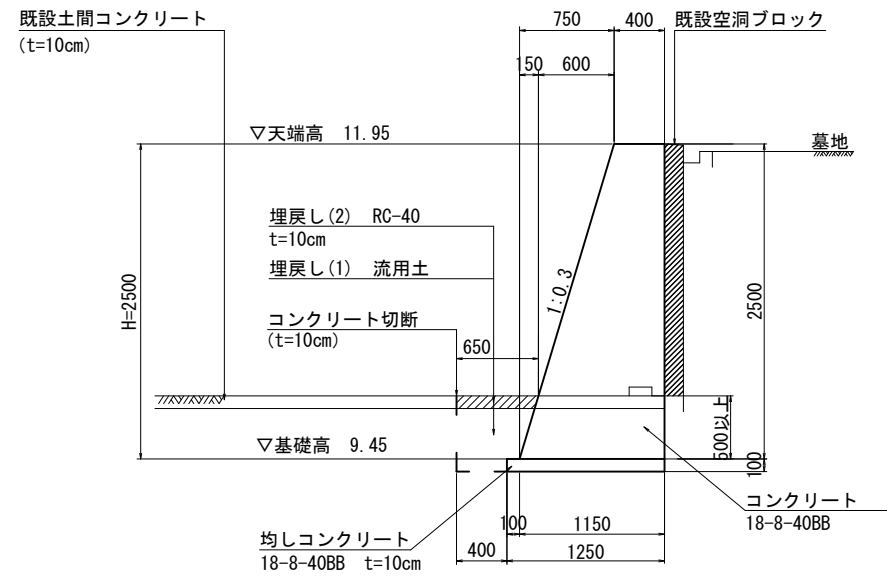 既設土間コンクリート
(t=10cm)
750
400
既設空洞ブロック
150
600
▽天端高 11.95
墓地
埋戻し(2) RC-40
t=10cm
埋戻し(1) 流用土
1:0.3
H=2500
2500
コンクリート切断
(t=10cm)
650
500以上
▽基礎高 9.45
100
コンクリート
18-8-40BB
100
1150
均しコンクリート
18-8-40BB t=10cm
400
1250